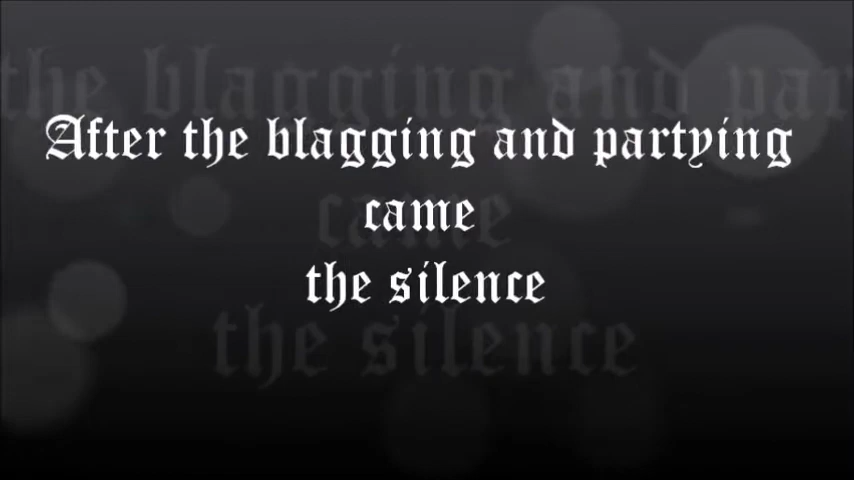 After the blagging and partying
came
the silence